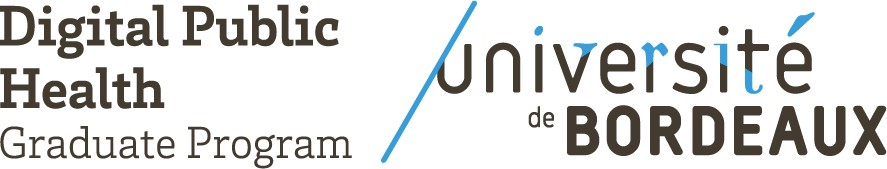 Digital Public
Health
Graduate Program
université
de BORDEAUX